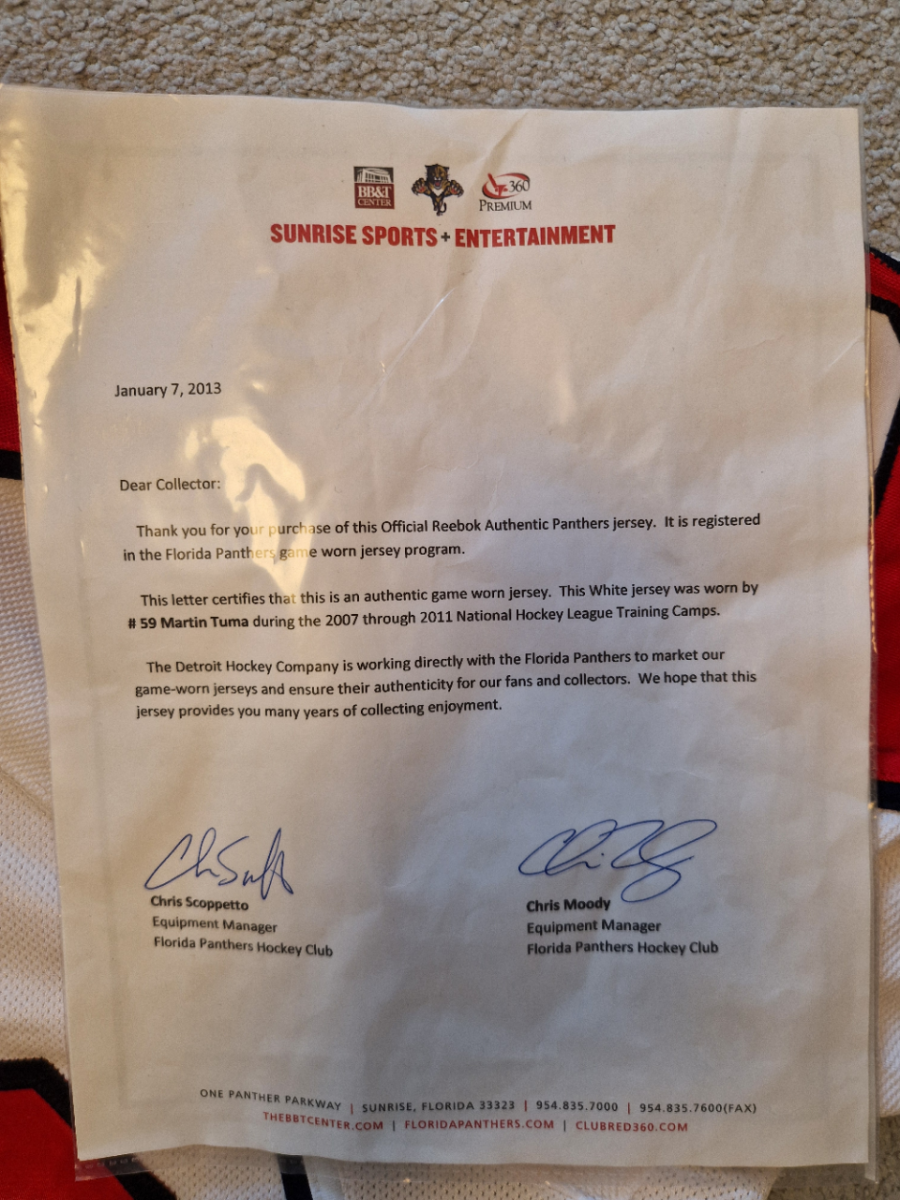 BB&T
CENTER
360
PREMIUM
SUNRISE SPORTS + ENTERTAINMENT
January 7, 2013
Dear Collector:
Thank you for your purchase of this Official Reebok Authentic Panthers jersey. It is registered
in the Florida Panthers game worn jersey program.
This letter certifies that this is an authentic game worn jersey. This White jersey was worn by
# 59 Martin Tuma during the 2007 through 2011 National Hockey League Training Camps.
The Detroit Hockey Company is working directly with the Florida Panthers to market our
game-worn jerseys and ensure their authenticity for our fans and collectors. We hope that this
jersey provides you many years of collecting enjoyment.
Chris Scoppetto
Equipment Manager
Florida Panthers Hockey Club
Chris Moody
Equipment Manager
Florida Panthers Hockey Club
ONE PANTHER PARKWAY | SUNRISE, FLORIDA 33323 | 954.835.7000 | 954.835.7600(FAX)
THEBBTCENTER.COM | FLORIDAPANTHERS.COM | CLUBRED360.COM